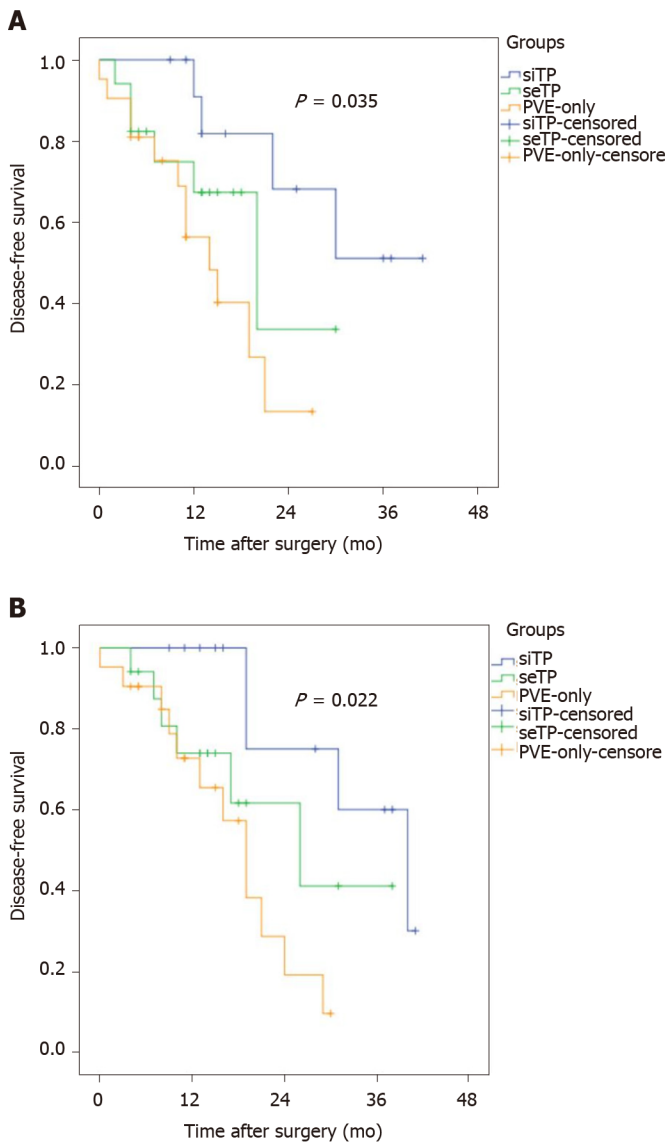 A
Groups
siTP
seTP
PVE-only
siTP-censored
seTP-censored
PVE-only-censore
P = 0.035
Disease-free survival
1.0
0.8
0.6
0.4
0.2
0.0
0 12 24 36 48
Time after surgery (mo)
B
Groups
siTP
seTP
PVE-only
siTP-censored
seTP-censored
PVE-only-censore
P = 0.022
Disease-free survival
1.0
0.8
0.6
0.4
0.2
0.0
0 12 24 36 48
Time after surgery (mo)